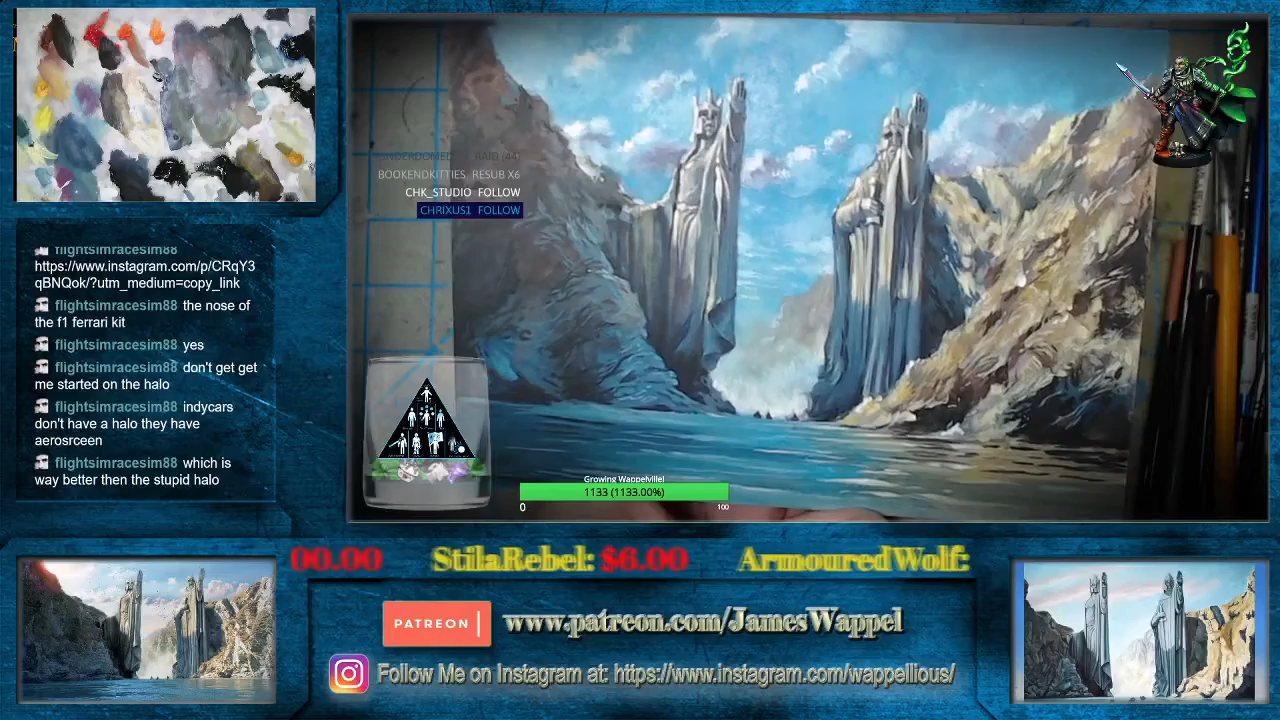 flightsimracesim88
https://www.instagram.com/p/CRqY3
qBNQok/?utm_medium=copy_link
flightsimracesim88 the nose of
the f1 ferrari kit
flightsimracesim88 yes
flightsimracesim88 don't get get
me started on the halo
flightsimracesim88 indycars
don't have a halo they have
aerosrceen
flightsimracesim88 which is
way better then the stupid halo
RAID (44)
BOOKENDKITTIES RESUB X6
CHK_STUDIO FOLLOW
CHRIXUS1 FOLLOW
Growing Wappelville!
1133 (1133.00%)
0 100
00.00 StilaRebel: $6.00 ArmouredWolf:
PATREON www.patreon.com/JamesWappel
Follow Me on Instagram at: https://www.instagram.com/wappellious/